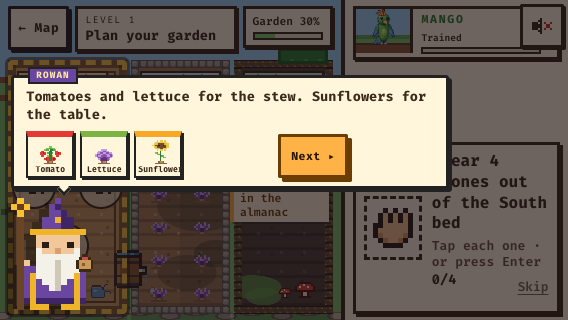 ← Map
LEVEL 1
Plan your garden
Garden 30%
MANGO
Trained
ROWAN
Tomatoes and lettuce for the stew. Sunflowers for
the table.
Tomato
Lettuce
Sunflower
Next ▸
in the
almanac
ear 4
ones out
of the South
bed
Tap each one ·
or press Enter
0/4
Skip